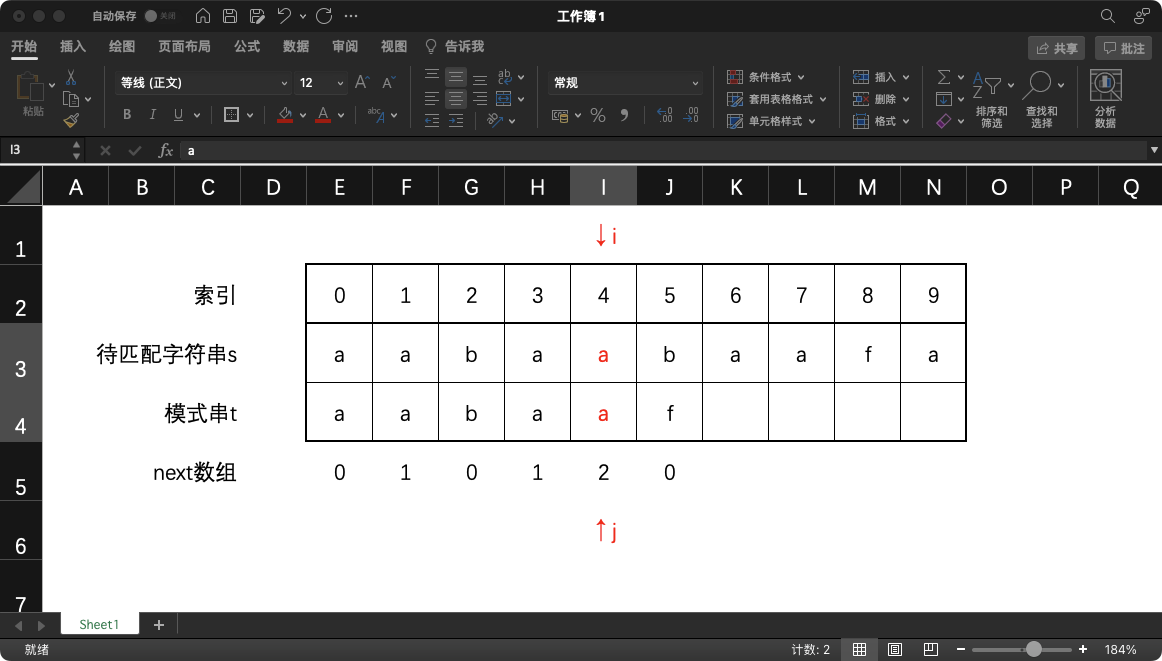 自动保存 关闭 工作簿1
开始 插入 绘图 页面布局 公式 数据 审阅 视图 告诉我 共享 批注
粘贴 等线 (正文) 12 A A ab 常规 条件格式 插入 Σ A Z
B I U A abc A % .00 .00 套用表格格式 删除 排序和筛选 查找和选择 分析数据
单元格样式 格式
I3 fx a
A B C D E F G H I J K L M N O P Q
1 ↓i
2 索引 0 1 2 3 4 5 6 7 8 9
3 待匹配字符串s a a b a a b a a f a
4 模式串t a a b a a f
5 next数组 0 1 0 1 2 0
6 ↑j
7
Sheet1 +
就绪 计数: 2 184%